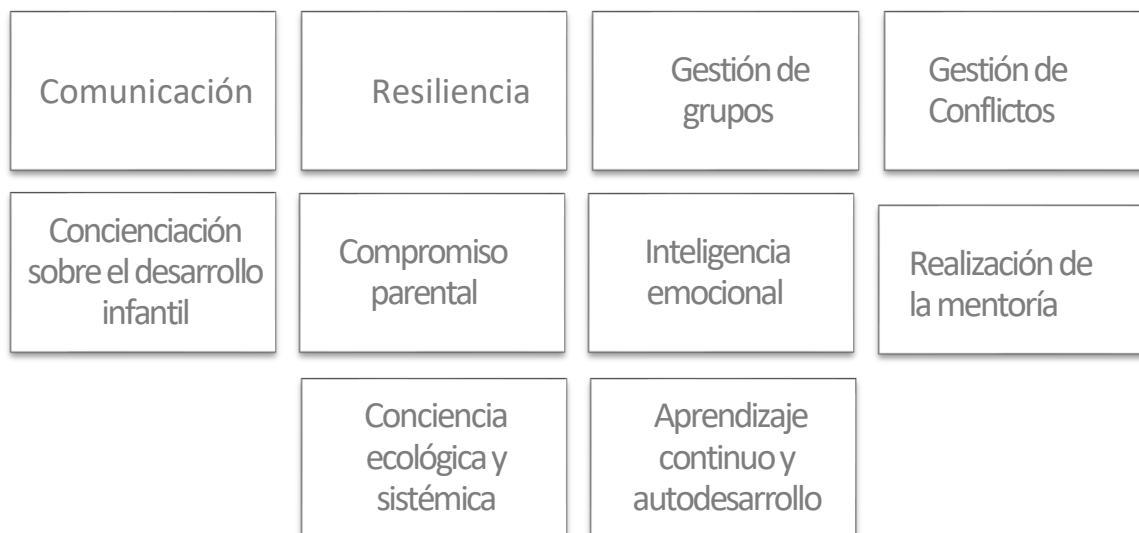 Comunicación
Resiliencia
Gestión de
grupos
Gestión de
Conflictos
Concienciación
sobre el desarrollo
infantil
Compromiso
parental
Inteligencia
emocional
Realización de
la mentoría
Conciencia
ecológica y
sistémica
Aprendizaje
continuo y
autodesarrollo